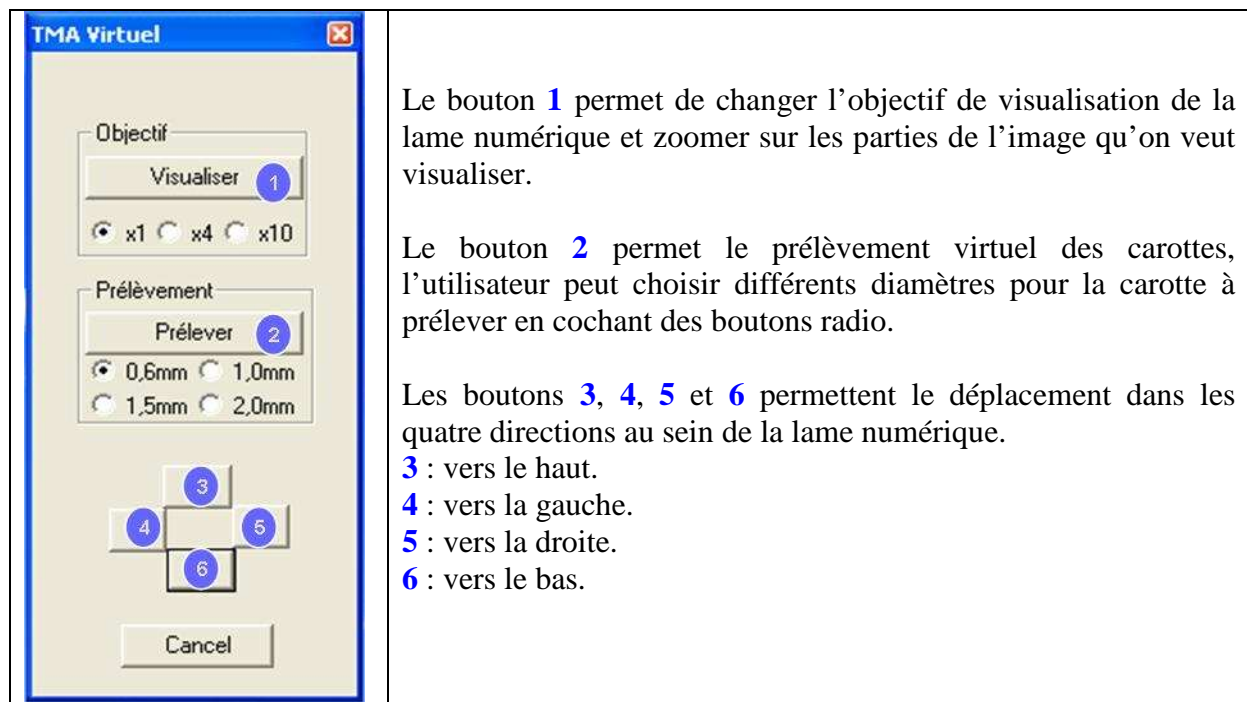 TMA Virtuel
Objectif
Visualiser 1
x1 x4 x10
Prélèvement
Prélever 2
0,6mm 1,0mm
1,5mm 2,0mm
3
4 5
6
Cancel
Le bouton 1 permet de changer l’objectif de visualisation de la
lame numérique et zoomer sur les parties de l’image qu’on veut
visualiser.
Le bouton 2 permet le prélèvement virtuel des carottes,
l’utilisateur peut choisir différents diamètres pour la carotte à
prélever en cochant des boutons radio.
Les boutons 3, 4, 5 et 6 permettent le déplacement dans les
quatre directions au sein de la lame numérique.
3 : vers le haut.
4 : vers la gauche.
5 : vers la droite.
6 : vers le bas.